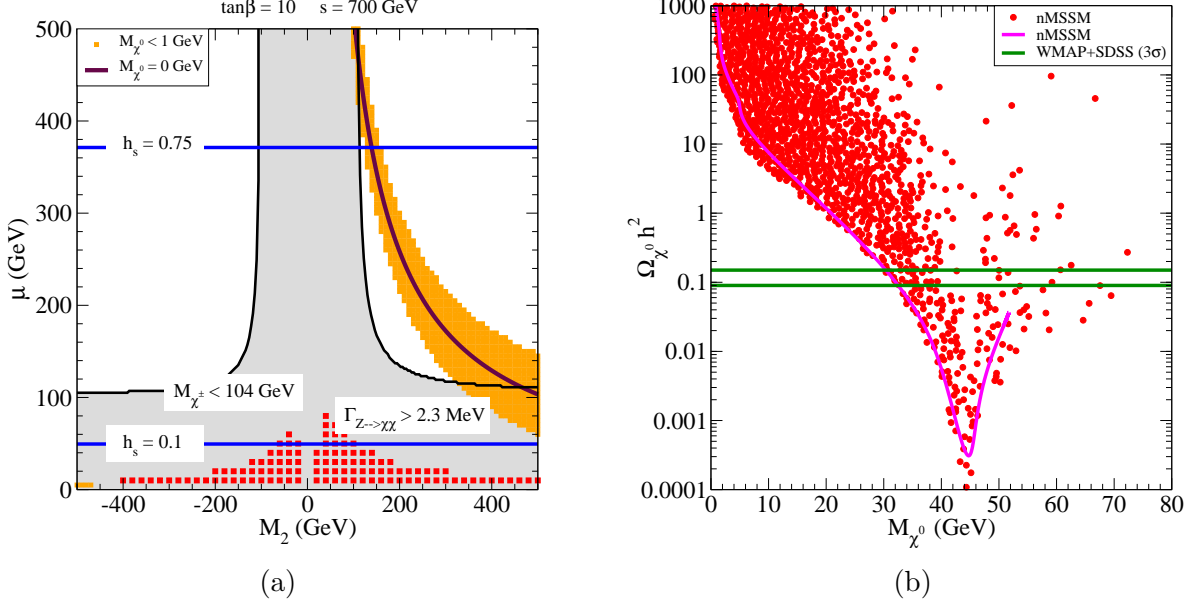 tanβ = 10 s = 700 GeV
M_χ⁰ < 1 GeV
M_χ⁰ = 0 GeV
h_s = 0.75
M_χ± < 104 GeV
Γ_Z-->χχ > 2.3 MeV
h_s = 0.1
500
400
300
200
100
0
μ (GeV)
-400
-200
0
200
400
M_2 (GeV)
(a)
nMSSM
nMSSM
WMAP+SDSS (3σ)
1000
100
10
1
0.1
0.01
0.001
0.0001
Ω_χ⁰ h²
0
10
20
30
40
50
60
70
80
M_χ⁰ (GeV)
(b)